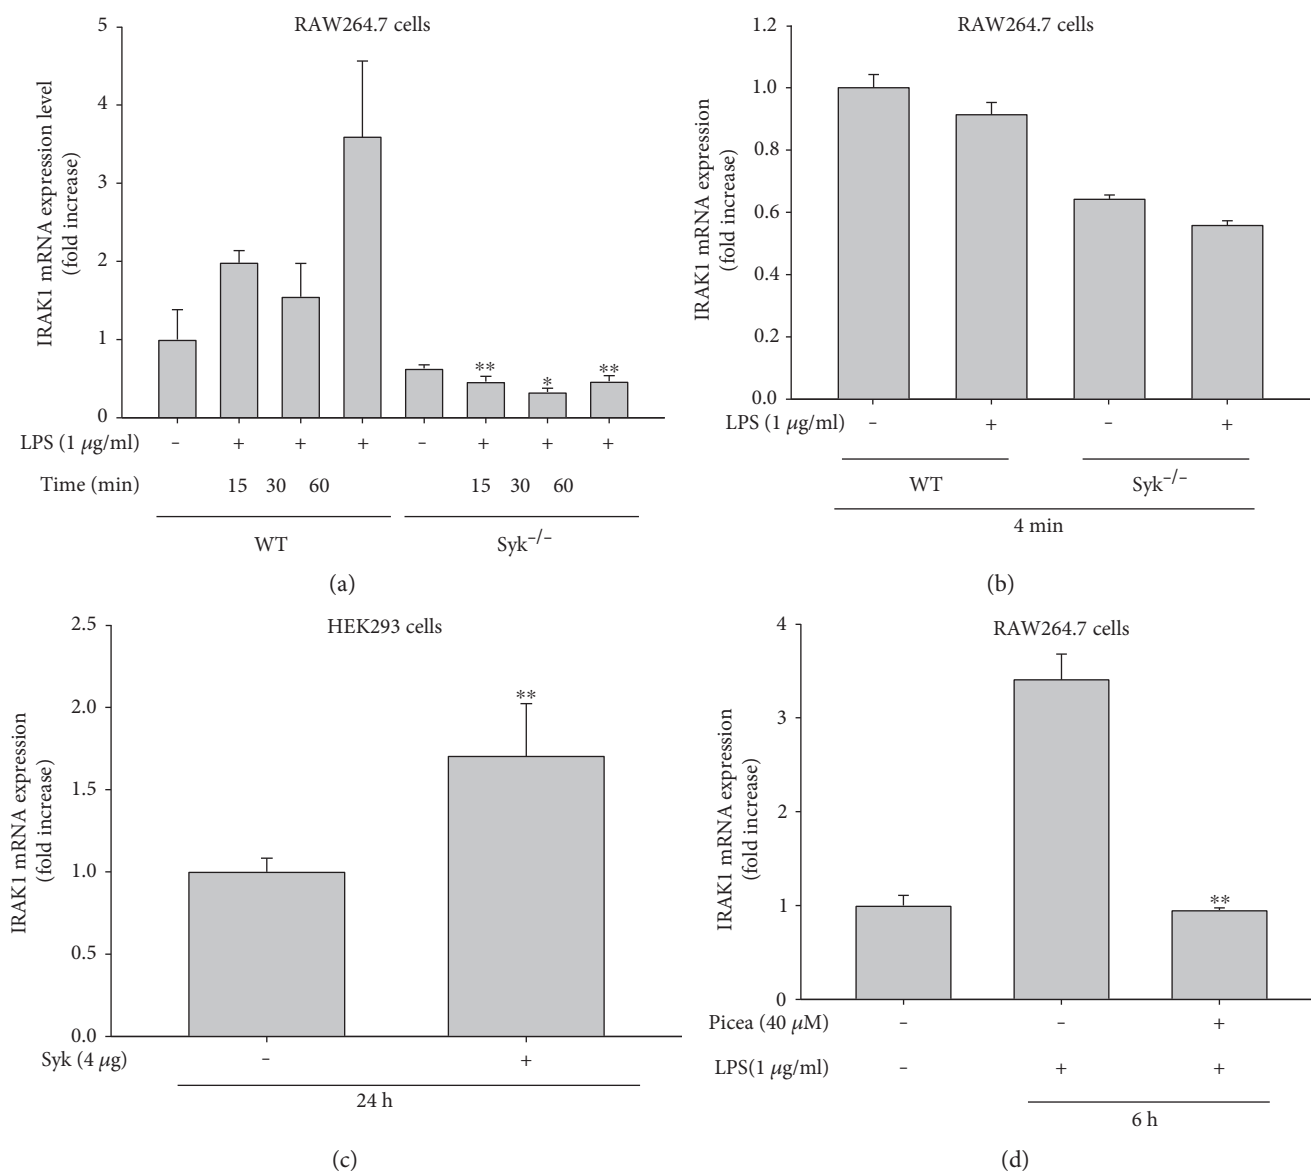 RAW264.7 cells
5
4
3
2
1
0
IRAK1 mRNA expression level
(fold increase)
** * **
LPS (1 μg/ml) – + + + – + + +
Time (min) 15 30 60 15 30 60
WT Syk–/–
(a)
RAW264.7 cells
1.2
1.0
0.8
0.6
0.4
0.2
0.0
IRAK1 mRNA expression
(fold increase)
LPS (1 μg/ml) – + – +
WT Syk–/–
4 min
(b)
HEK293 cells
2.5
2.0
1.5
1.0
0.5
0.0
IRAK1 mRNA expression
(fold increase)
**
Syk (4 μg) – +
24 h
(c)
RAW264.7 cells
4
3
2
1
0
IRAK1 mRNA expression
(fold increase)
**
Picea (40 μM) – – +
LPS(1 μg/ml) – + +
6 h
(d)